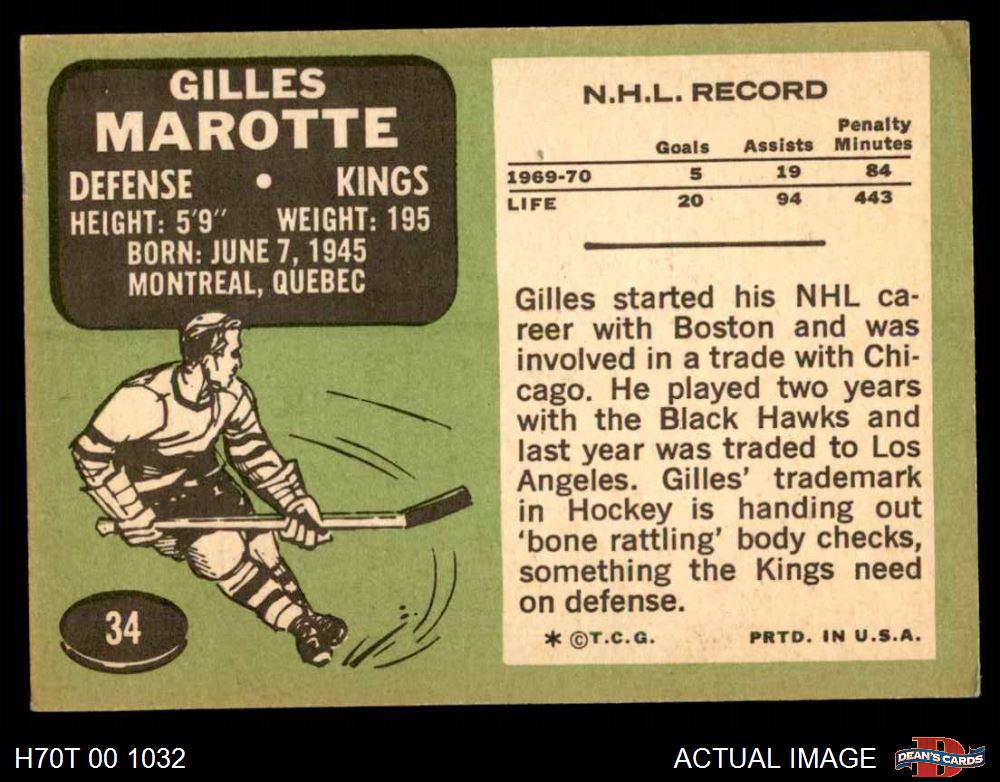 GILLES
MAROTTE
DEFENSE • KINGS
HEIGHT: 5'9" WEIGHT: 195
BORN: JUNE 7, 1945
MONTREAL, QUEBEC
34
N.H.L. RECORD
Goals Assists Penalty Minutes
1969-70 5 19 84
LIFE 20 94 443
Gilles started his NHL ca-
reer with Boston and was
involved in a trade with Chi-
cago. He played two years
with the Black Hawks and
last year was traded to Los
Angeles. Gilles' trademark
in Hockey is handing out
'bone rattling' body checks,
something the Kings need
on defense.
* ©T.C.G. PRTD. IN U.S.A.
H70T 00 1032
ACTUAL IMAGE
D
DEAN'S CARDS